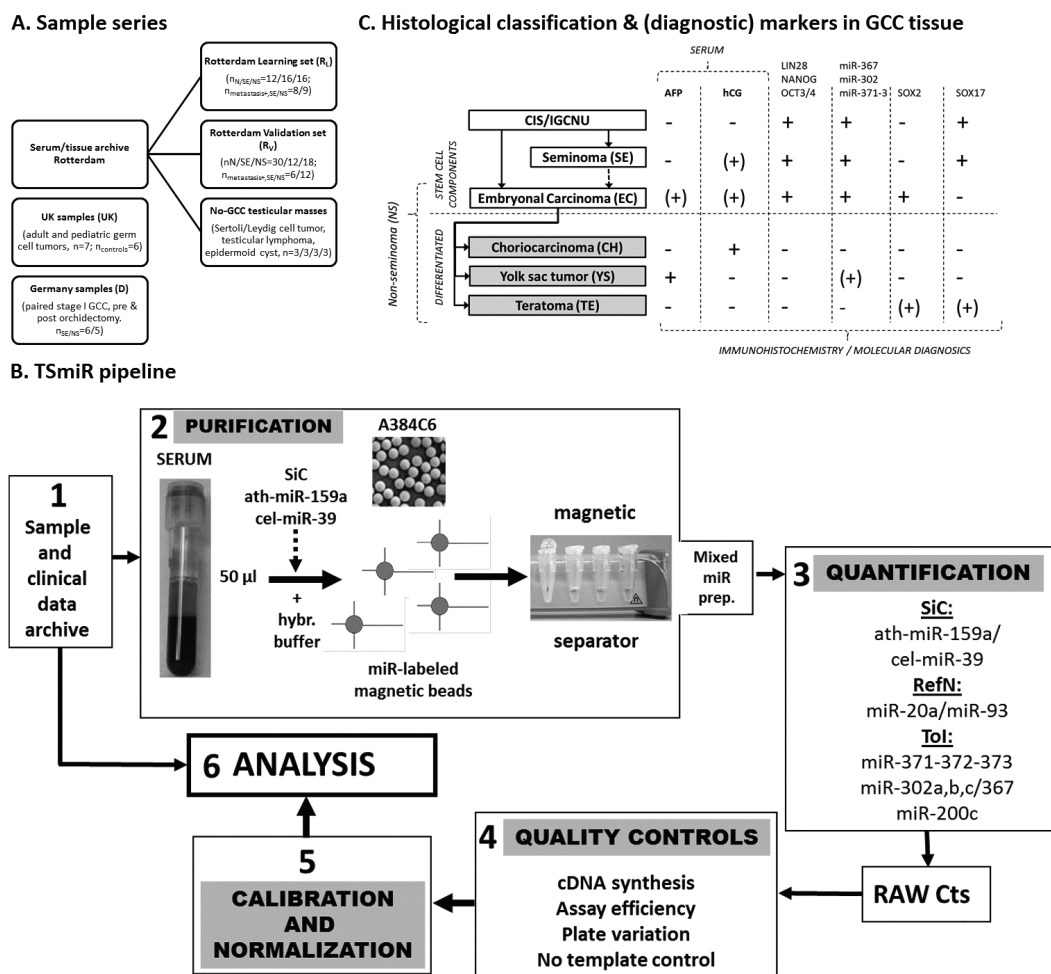 A. Sample series
Serum/tissue archive
Rotterdam
Rotterdam Learning set (RL)
(nN/SE/NS=12/16/16;
nmetastasis+,SE/NS=8/9)
Rotterdam Validation set
(RV)
(nN/SE/NS=30/12/18;
nmetastasis+,SE/NS=6/12)
No-GCC testicular masses
(Sertoli/Leydig cell tumor,
testicular lymphoma,
epidermoid cyst, n=3/3/3/3)
UK samples (UK)
(adult and pediatric germ
cell tumors, n=7; ncontrols=6)
Germany samples (D)
(paired stage I GCC, pre &
post orchidectomy.
nSE/NS=6/5)
C. Histological classification & (diagnostic) markers in GCC tissue
SERUM
AFP
hCG
LIN28
NANOG
OCT3/4
miR-367
miR-302
miR-371-3
SOX2
SOX17
Non-seminoma (NS)
STEM CELL
COMPONENTS
DIFFERENTIATED
CIS/IGCNU - - + + - +
Seminoma (SE) - (+) + + - +
Embryonal Carcinoma (EC) (+) (+) + + + -
Choriocarcinoma (CH) - + - - - -
Yolk sac tumor (YS) + - - (+) - -
Teratoma (TE) - - - - (+) (+)
IMMUNOHISTOCHEMISTRY / MOLECULAR DIAGNOSICS
B. TSmiR pipeline
1
Sample
and
clinical
data
archive
2 PURIFICATION
SERUM
50 µl
SiC
ath-miR-159a
cel-miR-39
+
hybr.
buffer
A384C6
miR-labeled
magnetic beads
magnetic
separator
Mixed
miR
prep.
3 QUANTIFICATION
SiC:
ath-miR-159a/
cel-miR-39
RefN:
miR-20a/miR-93
ToI:
miR-371-372-373
miR-302a,b,c/367
miR-200c
RAW Cts
4 QUALITY CONTROLS
cDNA synthesis
Assay efficiency
Plate variation
No template control
5
CALIBRATION
AND
NORMALIZATION
6 ANALYSIS